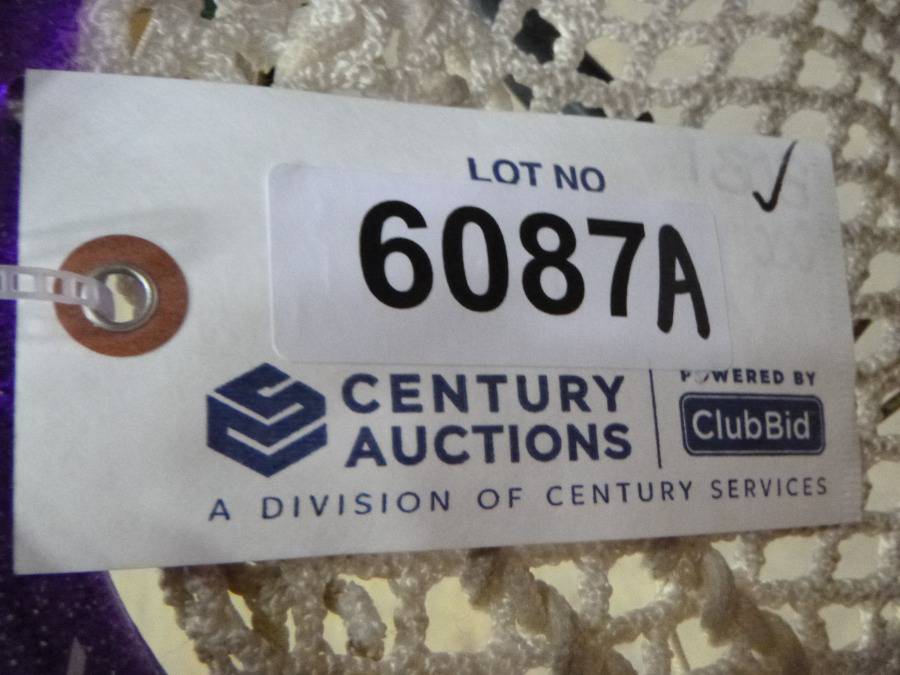 LOT NO
6087A
CENTURY
AUCTIONS
POWERED BY
ClubBid
A DIVISION OF CENTURY SERVICES